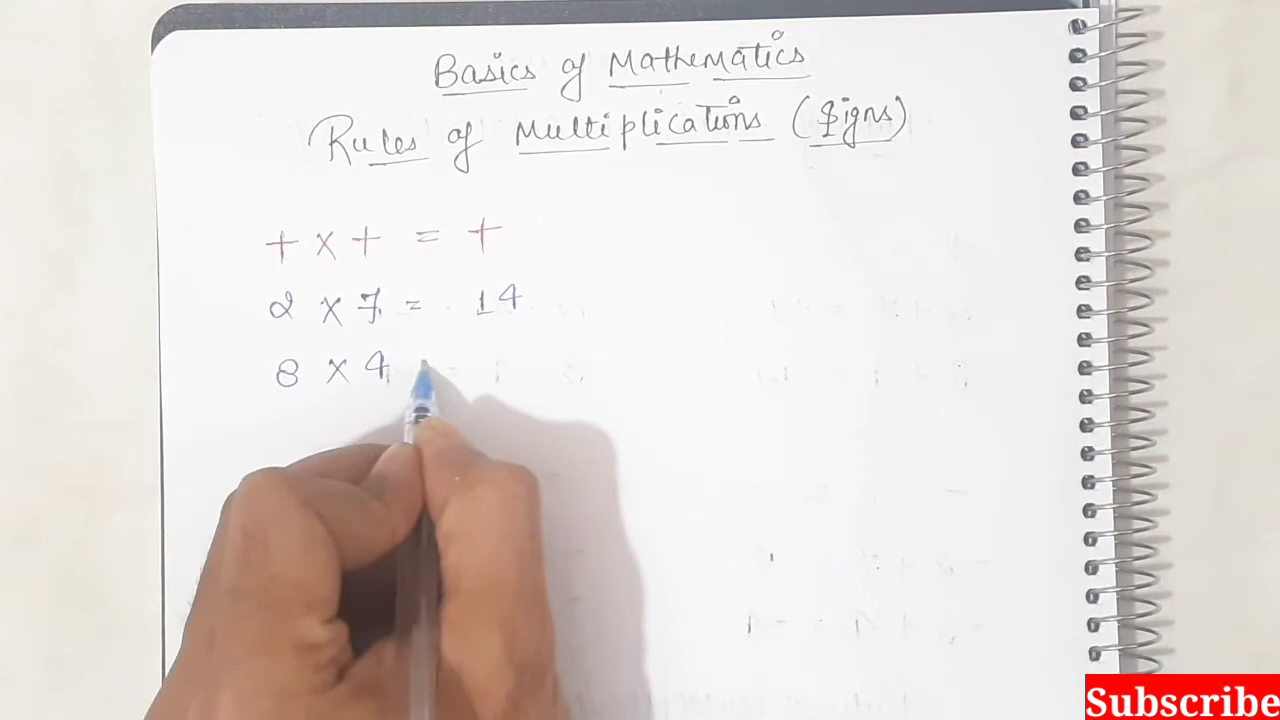 Basics of Mathematics
Rules of Multiplications (Signs)
+ x + = +
2 x 7 = 14
8 x 4
Subscribe